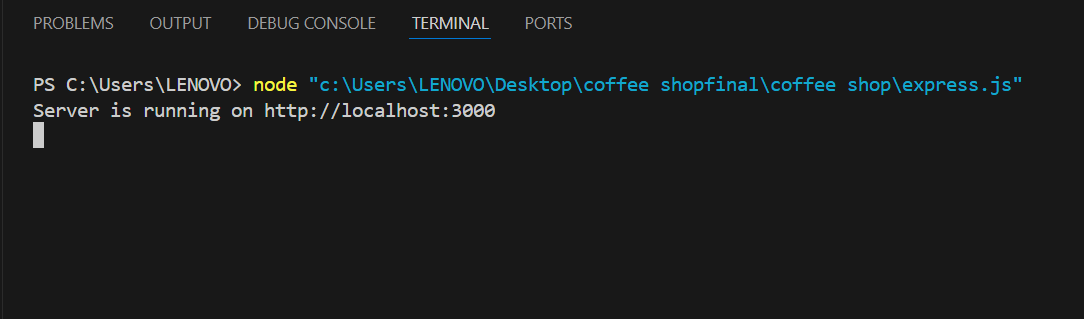 PROBLEMS OUTPUT DEBUG CONSOLE TERMINAL PORTS
PS C:\Users\LENOVO> node "c:\Users\LENOVO\Desktop\coffee shopfinal\coffee shop\express.js"
Server is running on http://localhost:3000